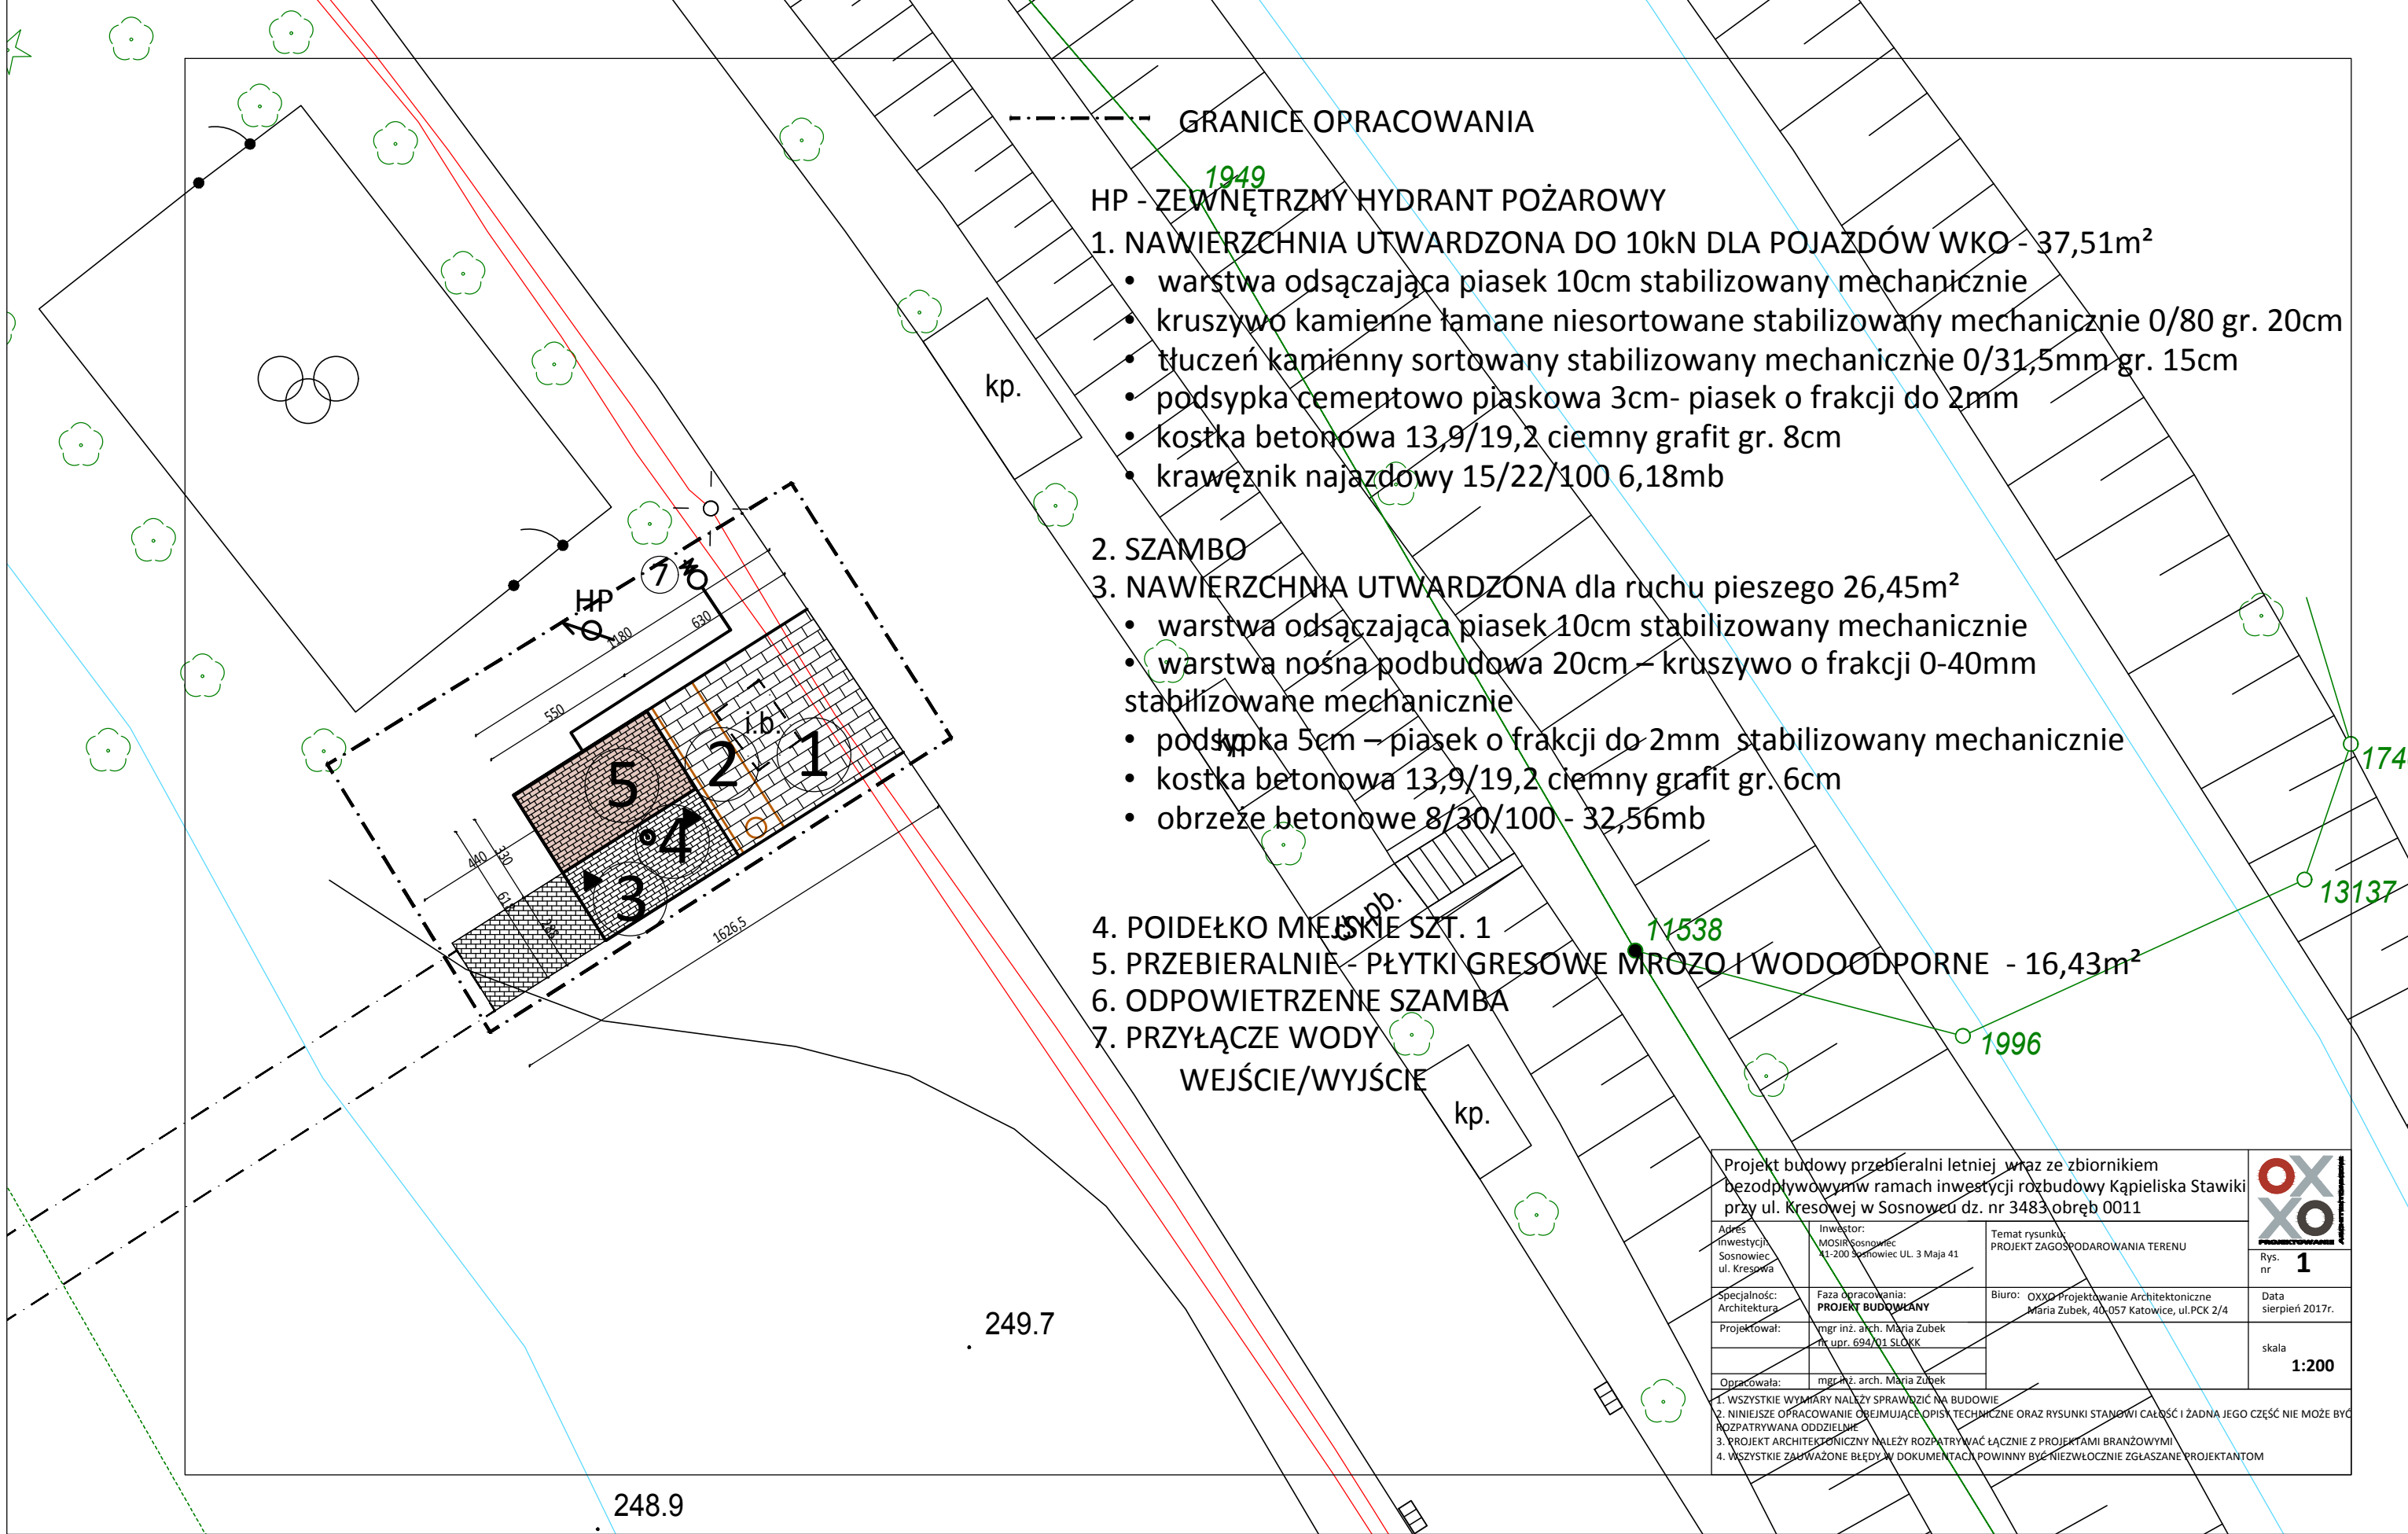 GRANICE OPRACOWANIA
1949
HP - ZEWNĘTRZNY HYDRANT POŻAROWY
1. NAWIERZCHNIA UTWARDZONA DO 10kN DLA POJAZDÓW WKO - 37,51m²
• warstwa odsączająca piasek 10cm stabilizowany mechanicznie
• kruszywo kamienne łamane niesortowane stabilizowany mechanicznie 0/80 gr. 20cm
• tłuczeń kamienny sortowany stabilizowany mechanicznie 0/31,5mm gr. 15cm
• podsypka cementowo piaskowa 3cm- piasek o frakcji do 2mm
• kostka betonowa 13,9/19,2 ciemny grafit gr. 8cm
• krawężnik najazdowy 15/22/100 6,18mb
2. SZAMBO
3. NAWIERZCHNIA UTWARDZONA dla ruchu pieszego 26,45m²
• warstwa odsączająca piasek 10cm stabilizowany mechanicznie
• warstwa nośna podbudowa 20cm – kruszywo o frakcji 0-40mm
stabilizowane mechanicznie
• podsypka 5cm – piasek o frakcji do 2mm stabilizowany mechanicznie
• kostka betonowa 13,9/19,2 ciemny grafit gr. 6cm
• obrzeże betonowe 8/30/100 - 32,56mb
4. POIDEŁKO MIEJSKIE SZT. 1
5. PRZEBIERALNIE - PŁYTKI GRESOWE MROZO I WODOODPORNE - 16,43m²
6. ODPOWIETRZENIE SZAMBA
7. PRZYŁĄCZE WODY
WEJŚCIE/WYJŚCIE
kp.
kp.
kp.
174
13137
11538
1996
7
HP
1180
630
550
i.b.
5
2
1
4
3
440
330
285
1626,5
249.7
248.9
Projekt budowy przebieralni letniej wraz ze zbiornikiem
bezodpływowymw ramach inwestycji rozbudowy Kąpieliska Stawiki
przy ul. Kresowej w Sosnowcu dz. nr 3483 obręb 0011
OXXO
PROJEKTOWANIE
Adres
inwestycji:
Sosnowiec
ul. Kresowa
Inwestor:
MOSIR Sosnowiec
41-200 Sosnowiec UL. 3 Maja 41
Temat rysunku:
PROJEKT ZAGOSPODAROWANIA TERENU
Rys.
nr 1
Specjalnośc:
Architektura
Faza opracowania:
PROJEKT BUDOWLANY
Biuro: OXXO Projektowanie Architektoniczne
Maria Zubek, 40-057 Katowice, ul.PCK 2/4
Data
sierpień 2017r.
Projektował:
mgr inż. arch. Maria Zubek
nr upr. 694/01 SLOKK
skala
1:200
Opracowała:
mgr inż. arch. Maria Zubek
1. WSZYSTKIE WYMIARY NALEŻY SPRAWDZIĆ NA BUDOWIE
2. NINIEJSZE OPRACOWANIE OBEJMUJĄCE OPISY TECHNICZNE ORAZ RYSUNKI STANOWI CAŁOŚĆ I ŻADNA JEGO CZĘŚĆ NIE MOŻE BYĆ
ROZPATRYWANA ODDZIELNIE
3. PROJEKT ARCHITEKTONICZNY NALEŻY ROZPATRYWAĆ ŁĄCZNIE Z PROJEKTAMI BRANŻOWYMI
4. WSZYSTKIE ZAUWAŻONE BŁĘDY W DOKUMENTACJI POWINNY BYĆ NIEZWŁOCZNIE ZGŁASZANE PROJEKTANTOM